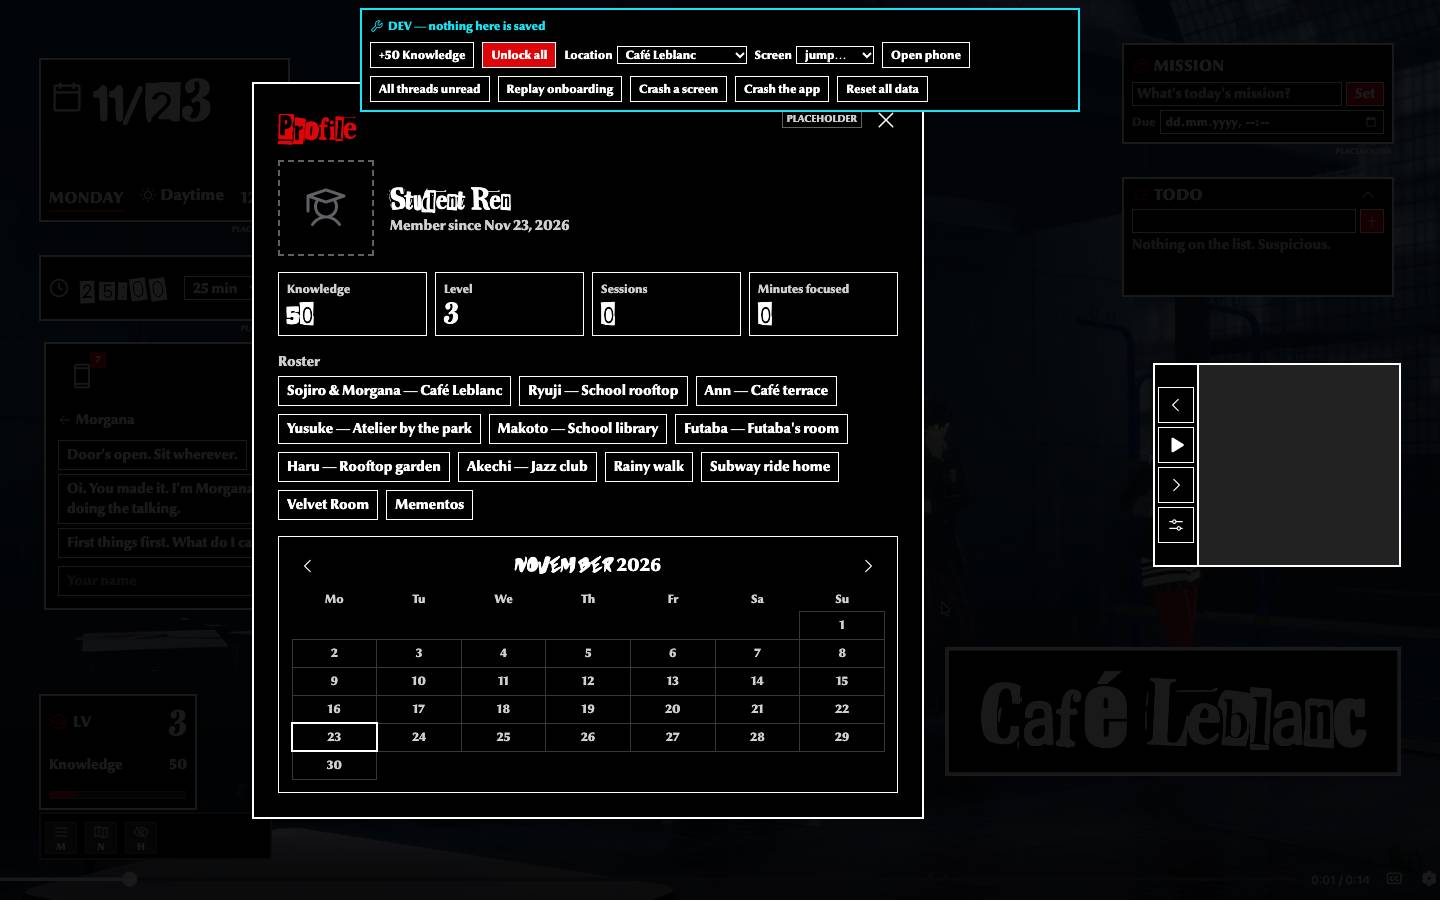 DEV — nothing here is saved
+50 Knowledge Unlock all Location Café Leblanc Screen jump... Open phone
All threads unread Replay onboarding Crash a screen Crash the app Reset all data
11/23
MONDAY Daytime
25:00 25 min
7
← Morgana
Door's open. Sit wherever.
Oi. You made it. I'm Morgana
doing the talking.
First things first. What do I ca
Your name
LV 3
Knowledge 50
M N H
Profile
PLACEHOLDER
Student Ren
Member since Nov 23, 2026
Knowledge Level Sessions Minutes focused
50 3 0 0
Roster
Sojiro & Morgana — Café Leblanc Ryuji — School rooftop Ann — Café terrace
Yusuke — Atelier by the park Makoto — School library Futaba — Futaba's room
Haru — Rooftop garden Akechi — Jazz club Rainy walk Subway ride home
Velvet Room Mementos
NOVEMBER 2026
Mo Tu We Th Fr Sa Su
1
2 3 4 5 6 7 8
9 10 11 12 13 14 15
16 17 18 19 20 21 22
23 24 25 26 27 28 29
30
MISSION
What's today's mission? Set
Due dd.mm.yyyy, --:--
PLACEHOLDER
TODO
+
Nothing on the list. Suspicious.
Café Leblanc
0:01 / 0:14